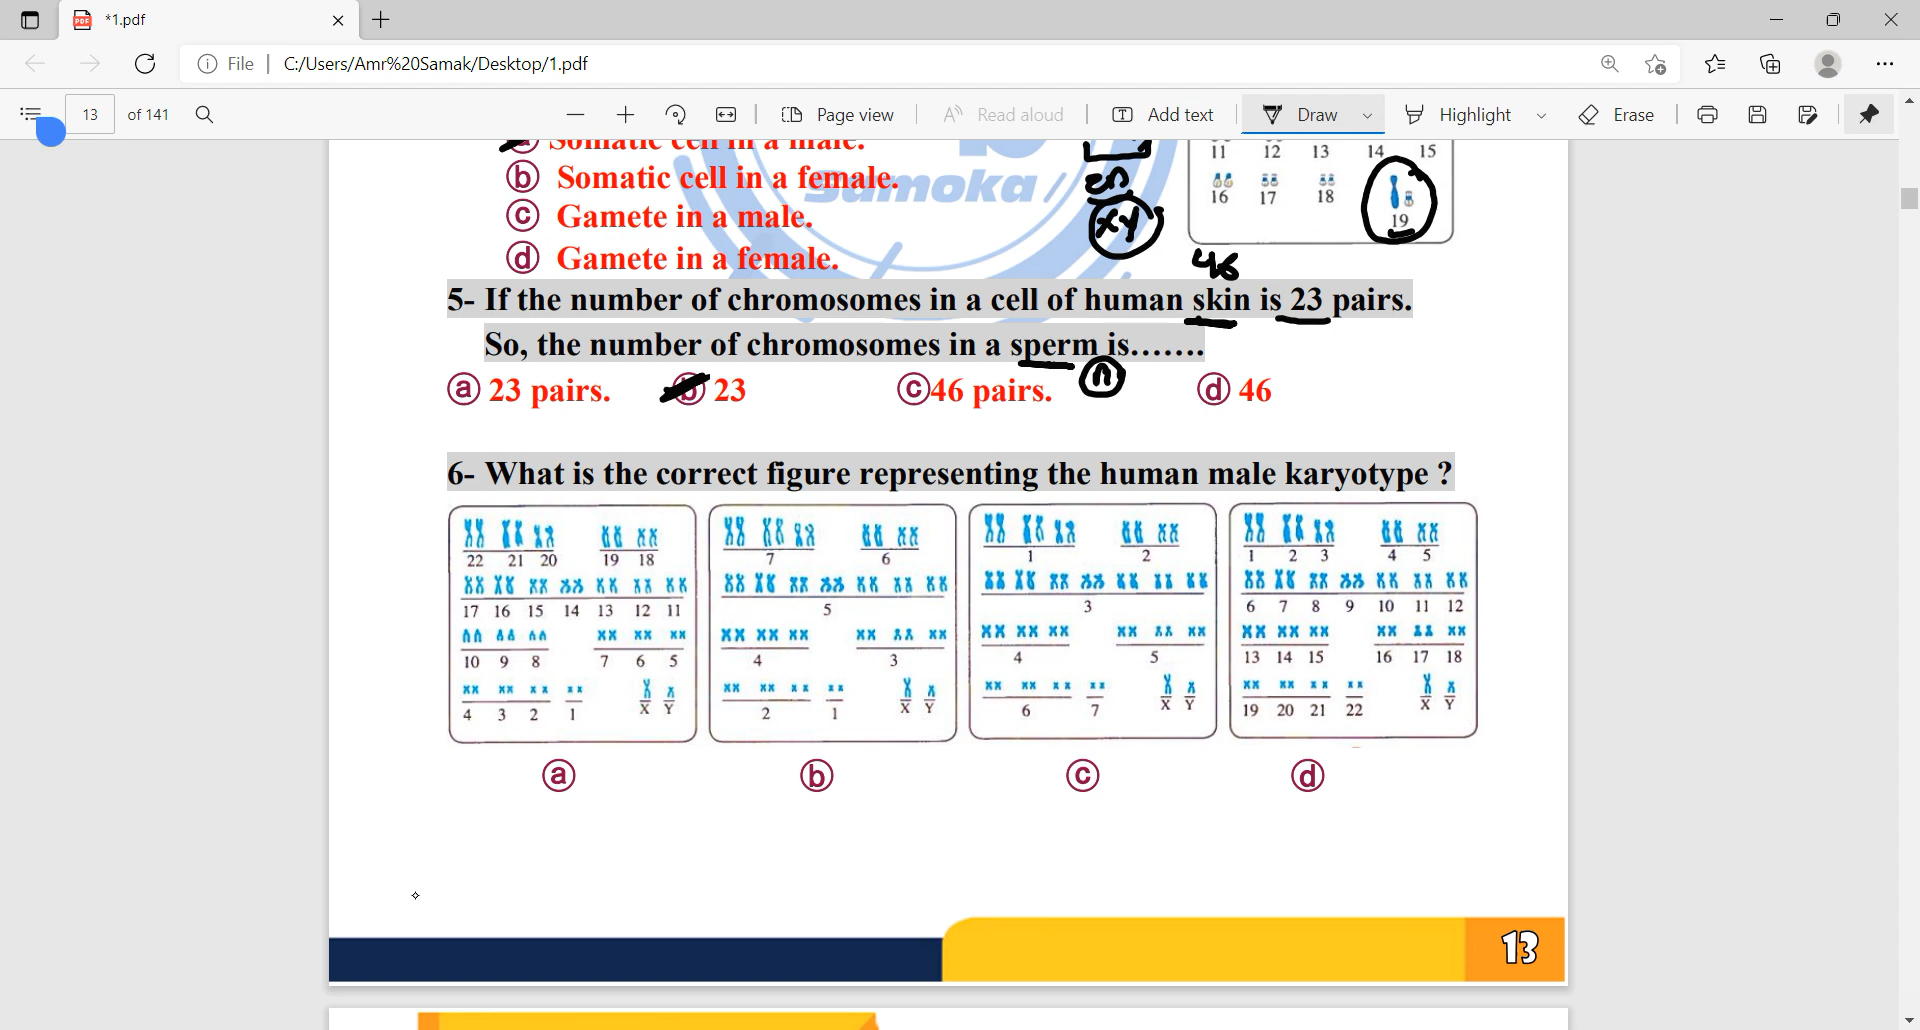 *1.pdf
File
C:/Users/Amr%20Samak/Desktop/1.pdf
13 of 141
Page view
Read aloud
Add text
Draw
Highlight
Erase
a Somatic cell in a male.
b Somatic cell in a female.
c Gamete in a male.
d Gamete in a female.
Samoka
2n
XY
11 12 13 14 15
16 17 18 19
46
5- If the number of chromosomes in a cell of human skin is 23 pairs.
So, the number of chromosomes in a sperm is…….
n
a 23 pairs. b 23 c 46 pairs. d 46
6- What is the correct figure representing the human male karyotype ?
22 21 20 19 18
17 16 15 14 13 12 11
10 9 8 7 6 5
4 3 2 1 X Y
7 6
5
4 3
2 1 X Y
1 2
3
4 5
6 7 X Y
1 2 3 4 5
6 7 8 9 10 11 12
13 14 15 16 17 18
19 20 21 22 X Y
a b c d
13